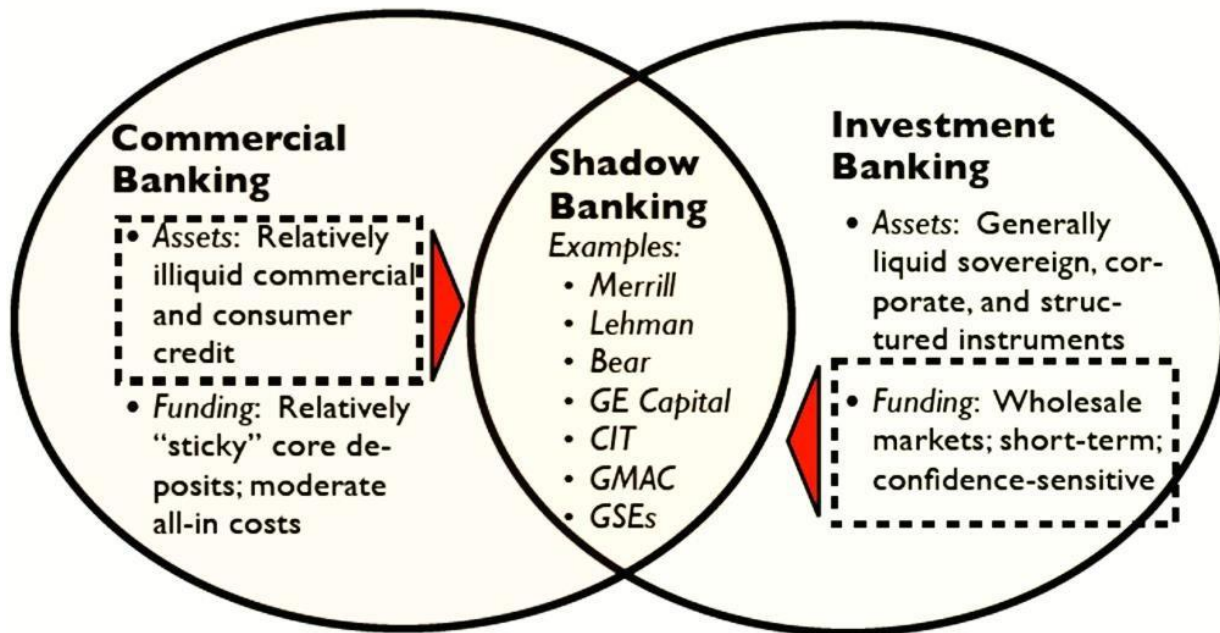 Commercial
Banking
• Assets: Relatively
illiquid commercial
and consumer
credit
• Funding: Relatively
“sticky” core de-
posits; moderate
all-in costs
Shadow
Banking
Examples:
• Merrill
• Lehman
• Bear
• GE Capital
• CIT
• GMAC
• GSEs
Investment
Banking
• Assets: Generally
liquid sovereign, cor-
porate, and struc-
tured instruments
• Funding: Wholesale
markets; short-term;
confidence-sensitive